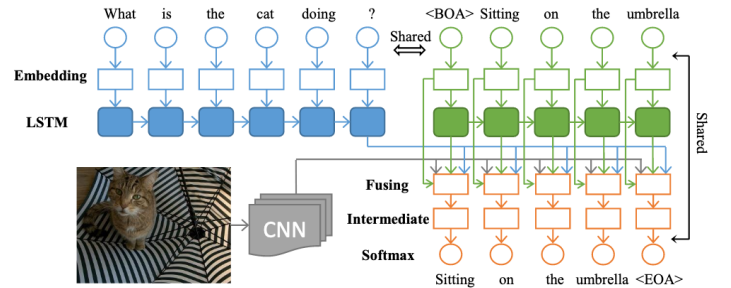 What is the cat doing ? <BOA> Sitting on the umbrella
Shared
Embedding
LSTM
Shared
Fusing
CNN
Intermediate
Softmax
Sitting on the umbrella <EOA>